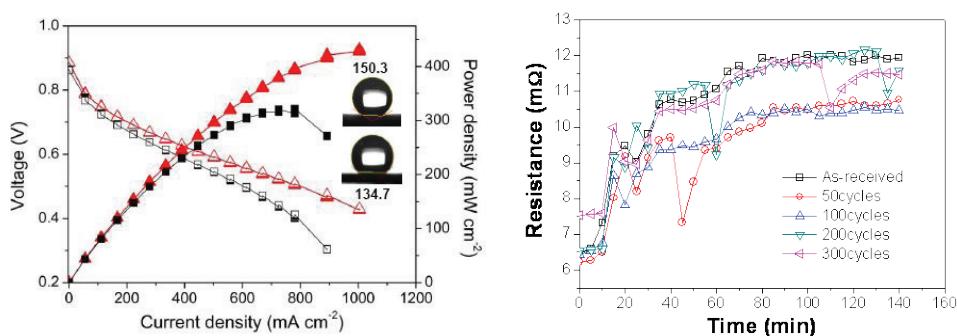 1.0
0.8
0.6
0.4
0.2
Voltage (V)
0 200 400 600 800 1000
Current density (mA cm-2)
400
300
200
100
0
Power density (mW cm-2)
150.3
134.7
13
12
11
10
9
8
7
6
Resistance (mΩ)
0 20 40 60 80 100 120 140 160
Time (min)
As-received
50cycles
100cycles
200cycles
300cycles